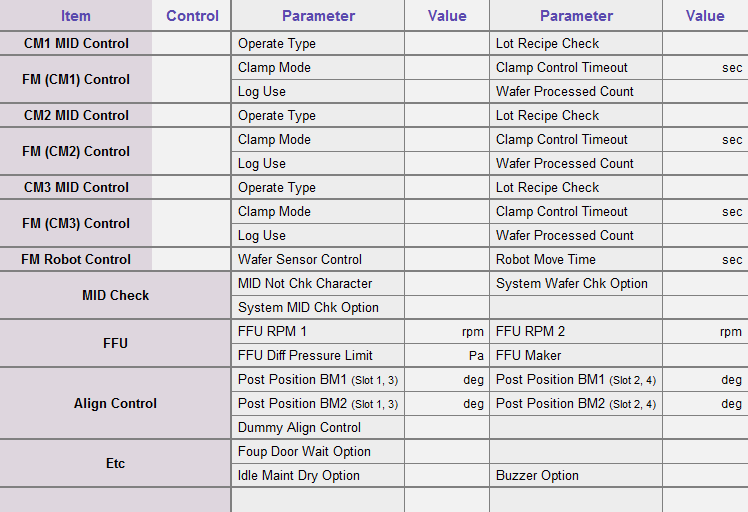 Item Control Parameter Value Parameter Value
CM1 MID Control Operate Type Lot Recipe Check
FM (CM1) Control Clamp Mode Clamp Control Timeout sec
Log Use Wafer Processed Count
CM2 MID Control Operate Type Lot Recipe Check
FM (CM2) Control Clamp Mode Clamp Control Timeout sec
Log Use Wafer Processed Count
CM3 MID Control Operate Type Lot Recipe Check
FM (CM3) Control Clamp Mode Clamp Control Timeout sec
Log Use Wafer Processed Count
FM Robot Control Wafer Sensor Control Robot Move Time sec
MID Check MID Not Chk Character System Wafer Chk Option
System MID Chk Option
FFU FFU RPM 1 rpm FFU RPM 2 rpm
FFU Diff Pressure Limit Pa FFU Maker
Align Control Post Position BM1 (Slot 1, 3) deg Post Position BM1 (Slot 2, 4) deg
Post Position BM2 (Slot 1, 3) deg Post Position BM2 (Slot 2, 4) deg
Dummy Align Control
Etc Foup Door Wait Option
Idle Maint Dry Option Buzzer Option